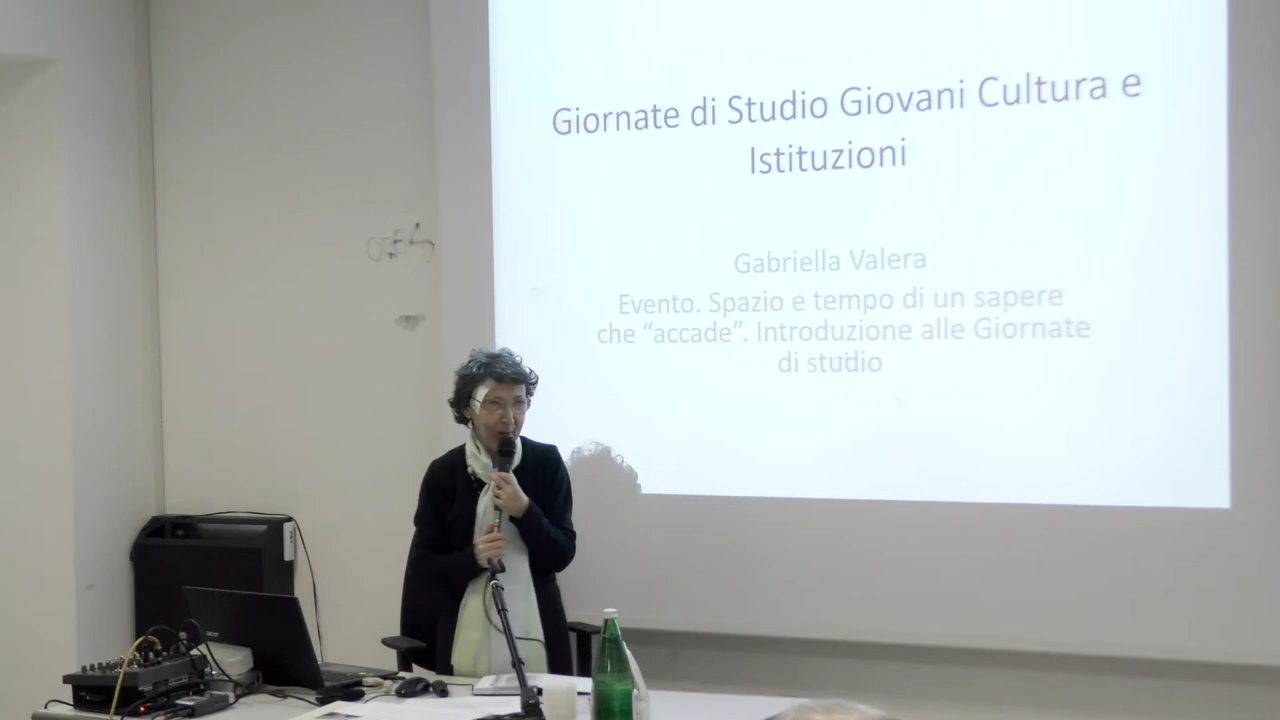 Giornate di Studio Giovani Cultura e
Istituzioni
Gabriella Valera
Evento. Spazio e tempo di un sapere
che “accade”. Introduzione alle Giornate
di studio